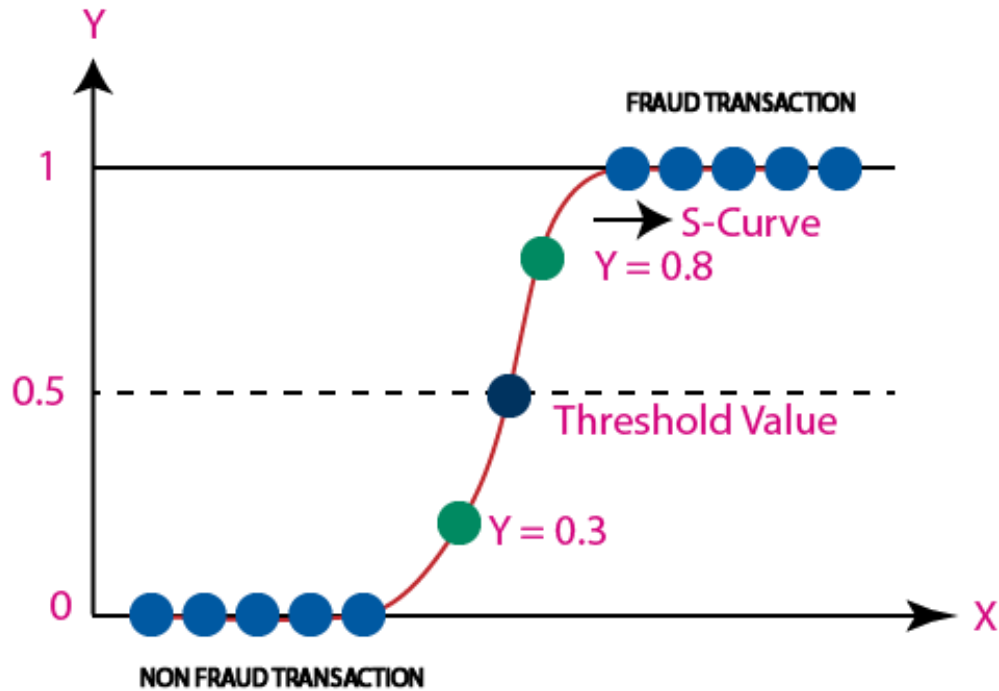 Y
FRAUD TRANSACTION
1
S-Curve
Y = 0.8
0.5
Threshold Value
Y = 0.3
0
X
NON FRAUD TRANSACTION